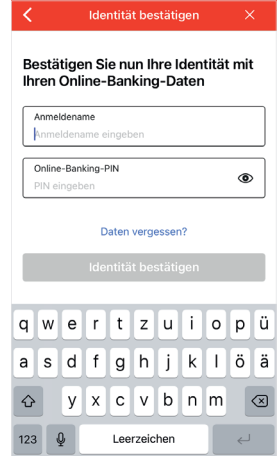 Identität bestätigen
Bestätigen Sie nun Ihre Identität mit
Ihren Online-Banking-Daten
Anmeldename
Anmeldename eingeben
Online-Banking-PIN
PIN eingeben
Daten vergessen?
Identität bestätigen
q w e r t z u i o p ü
a s d f g h j k l ö ä
y x c v b n m
123 Leerzeichen